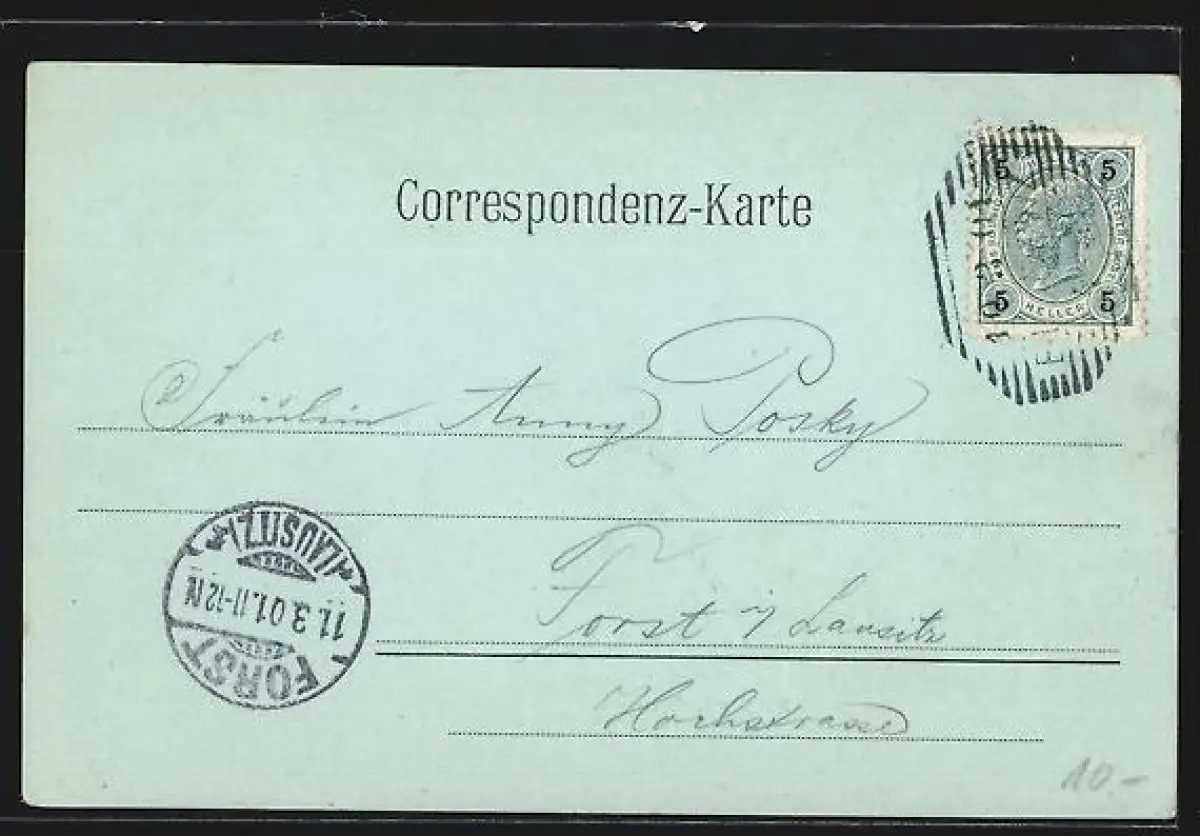 Correspondenz-Karte
5 5
5 HELLER 5
Fräulein Anny Posky
(LAUSITZ)
11.3.01.11-12N
FORST
Forst i/ Lausitz
Hochstrasse
10.-